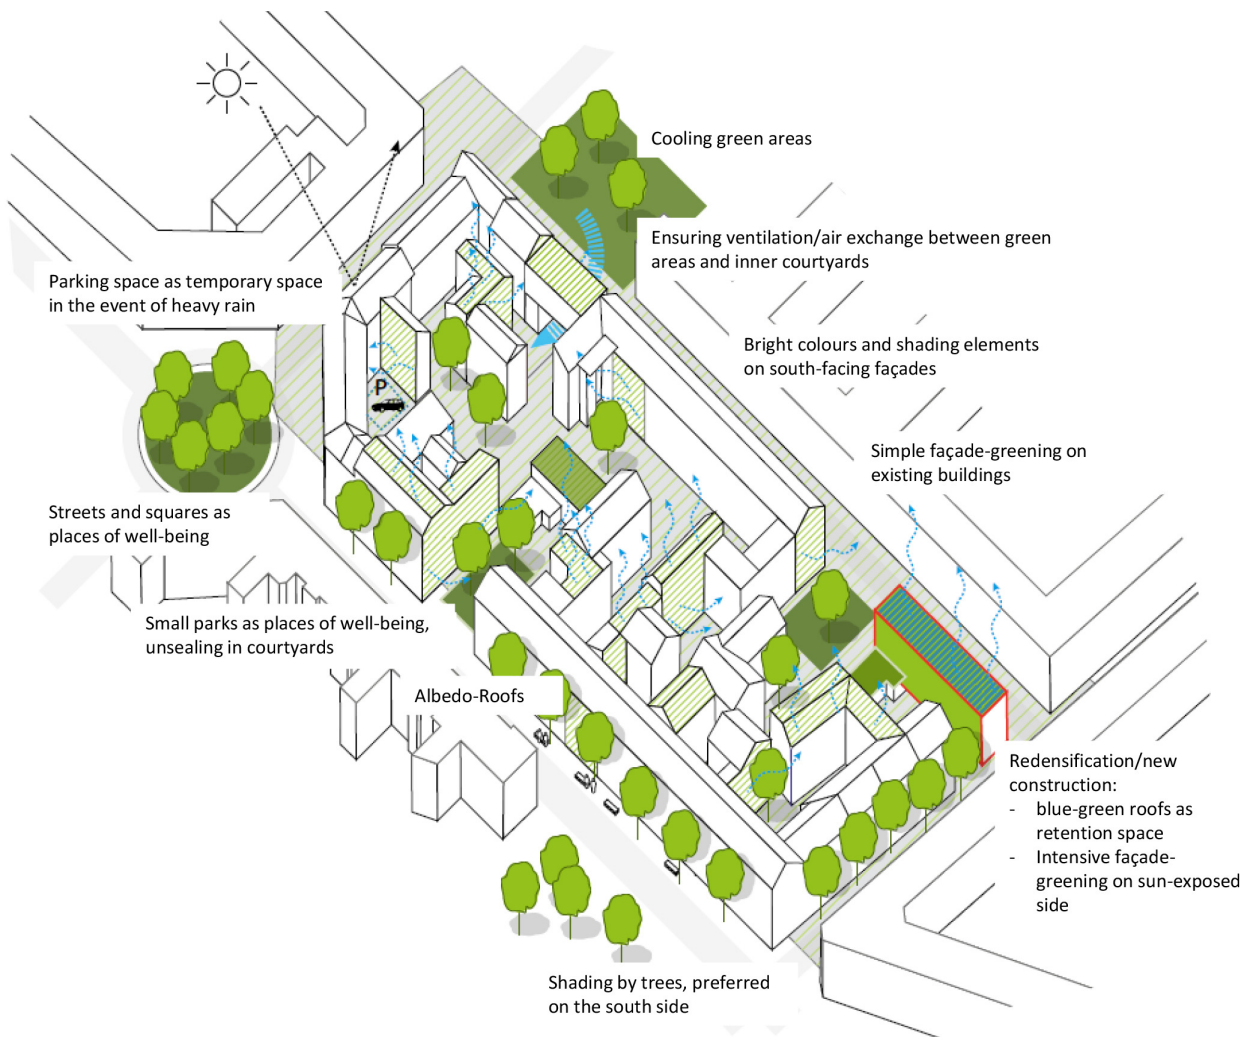 Cooling green areas
Ensuring ventilation/air exchange between green
areas and inner courtyards
Parking space as temporary space
in the event of heavy rain
Bright colours and shading elements
on south-facing façades
P
Simple façade-greening on
existing buildings
Streets and squares as
places of well-being
Small parks as places of well-being,
unsealing in courtyards
Albedo-Roofs
Redensification/new
construction:
- blue-green roofs as
retention space
- Intensive façade-
greening on sun-exposed
side
Shading by trees, preferred
on the south side